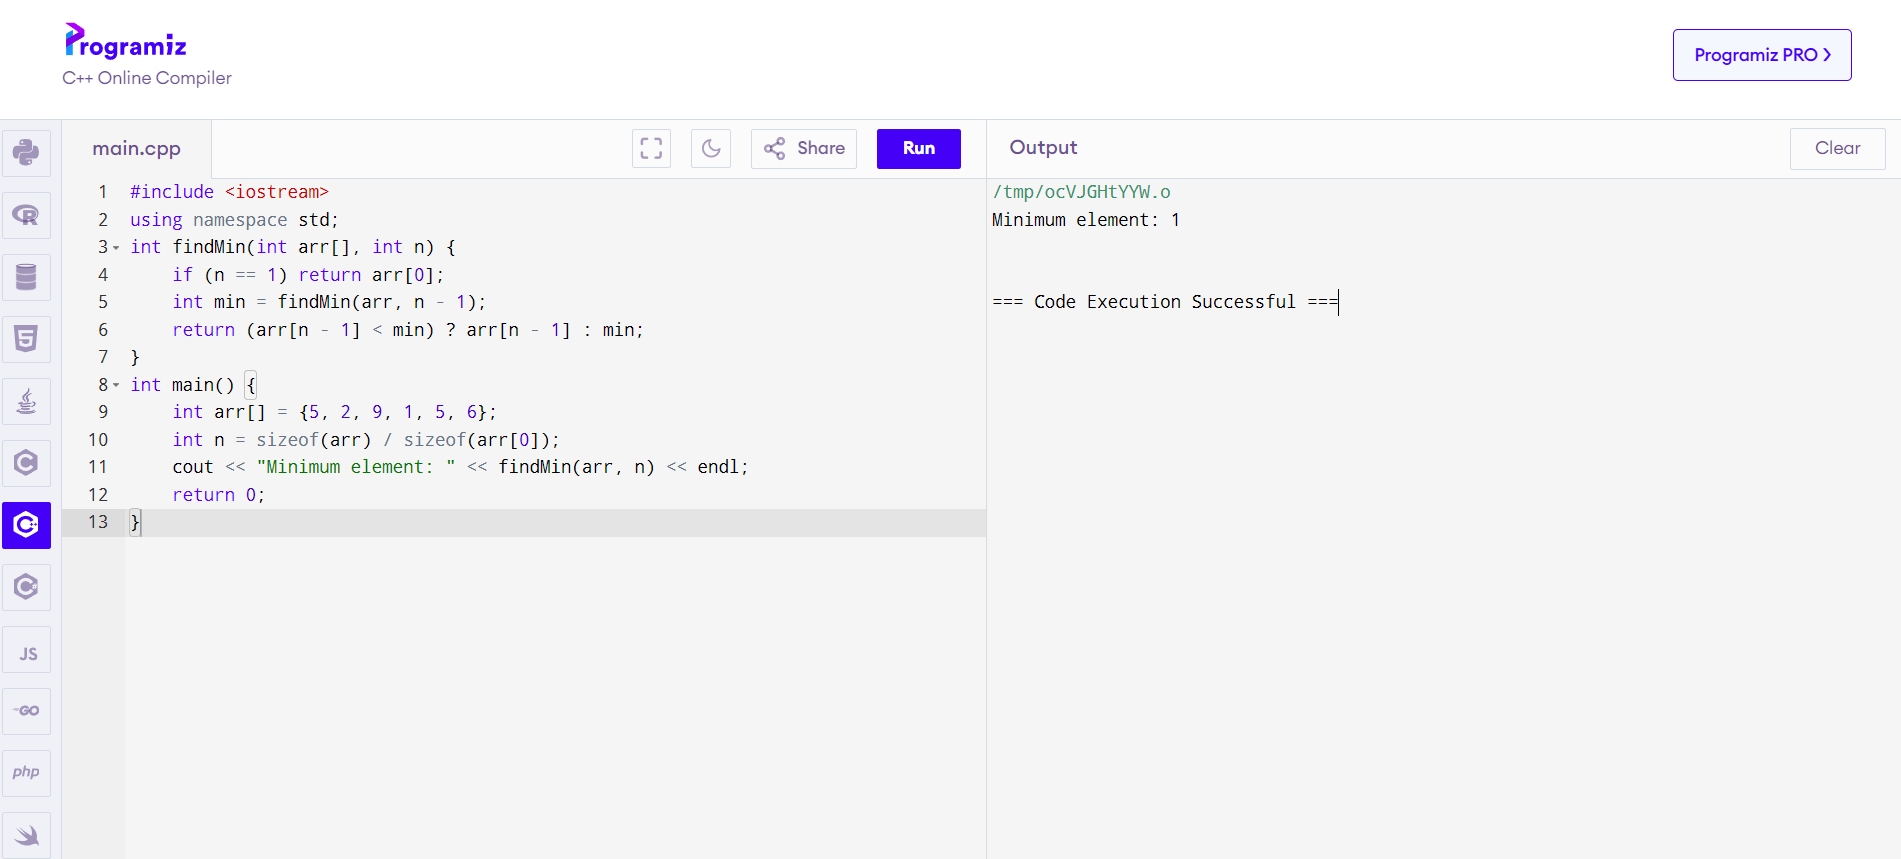 Programiz
C++ Online Compiler
Programiz PRO
main.cpp
Share
Run
Output
Clear
1 #include <iostream>
2 using namespace std;
3 int findMin(int arr[], int n) {
4     if (n == 1) return arr[0];
5     int min = findMin(arr, n - 1);
6     return (arr[n - 1] < min) ? arr[n - 1] : min;
7 }
8 int main() {
9     int arr[] = {5, 2, 9, 1, 5, 6};
10     int n = sizeof(arr) / sizeof(arr[0]);
11     cout << "Minimum element: " << findMin(arr, n) << endl;
12     return 0;
13 }
/tmp/ocVJGHtYYW.o
Minimum element: 1
=== Code Execution Successful ===
R
5
C
C++
C#
JS
GO
php